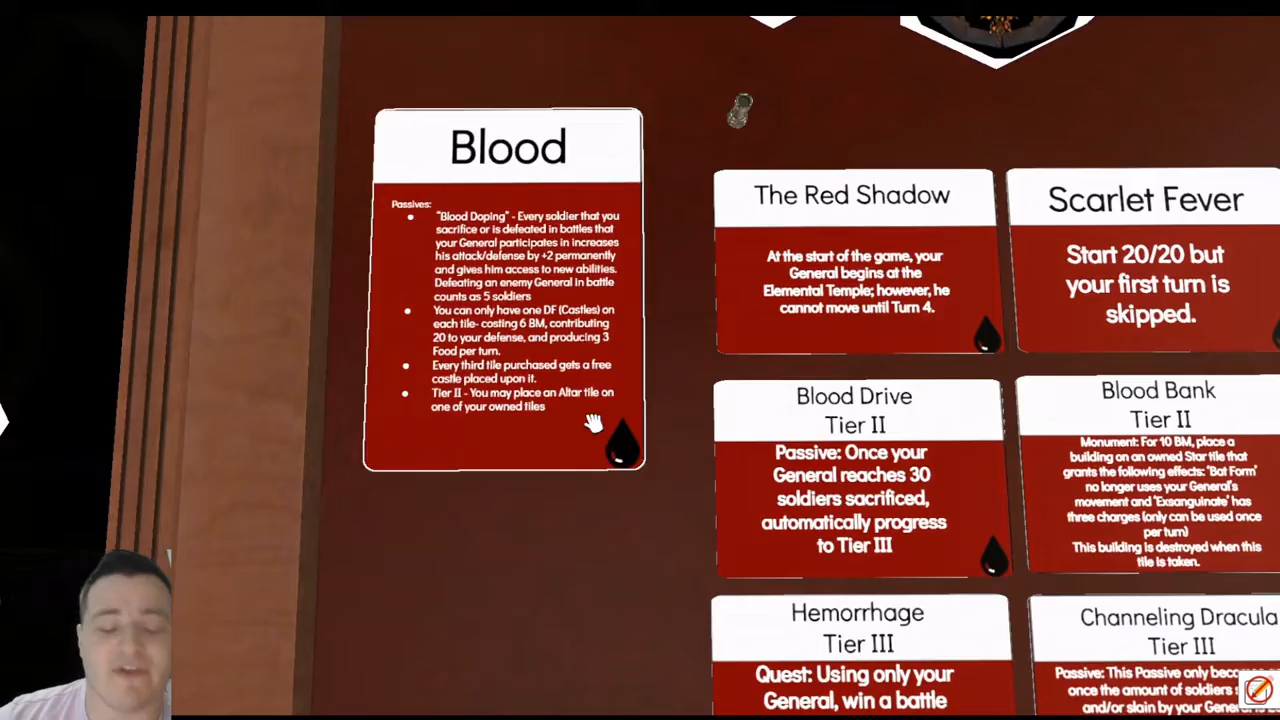 Blood
Passives:
"Blood Doping" - Every soldier that you
sacrifice or is defeated in battles that
your General participates in increases
his attack/defense by +2 permanently
and gives him access to new abilities.
Defeating an enemy General in battle
counts as 5 soldiers
You can only have one DF (Castles) on
each tile- costing 6 BM, contributing
20 to your defense, and producing 3
Food per turn.
Every third tile purchased gets a free
castle placed upon it.
Tier II - You may place an Altar tile on
one of your owned tiles
The Red Shadow
At the start of the game, your
General begins at the
Elemental Temple; however, he
cannot move until Turn 4.
Scarlet Fever
Start 20/20 but
your first turn is
skipped.
Blood Drive
Tier II
Passive: Once your
General reaches 30
soldiers sacrificed,
automatically progress
to Tier III
Blood Bank
Tier II
Monument: For 10 BM, place a
building on an owned Star tile that
grants the following effects: 'Bat Form'
no longer uses your General's
movement and 'Exsanguinate' has
three charges (only can be used once
per turn)
This building is destroyed when this
tile is taken.
Hemorrhage
Tier III
Quest: Using only your
General, win a battle
Channeling Dracula
Tier III
Passive: This Passive only
once the amount of soldiers
and/or slain by your General